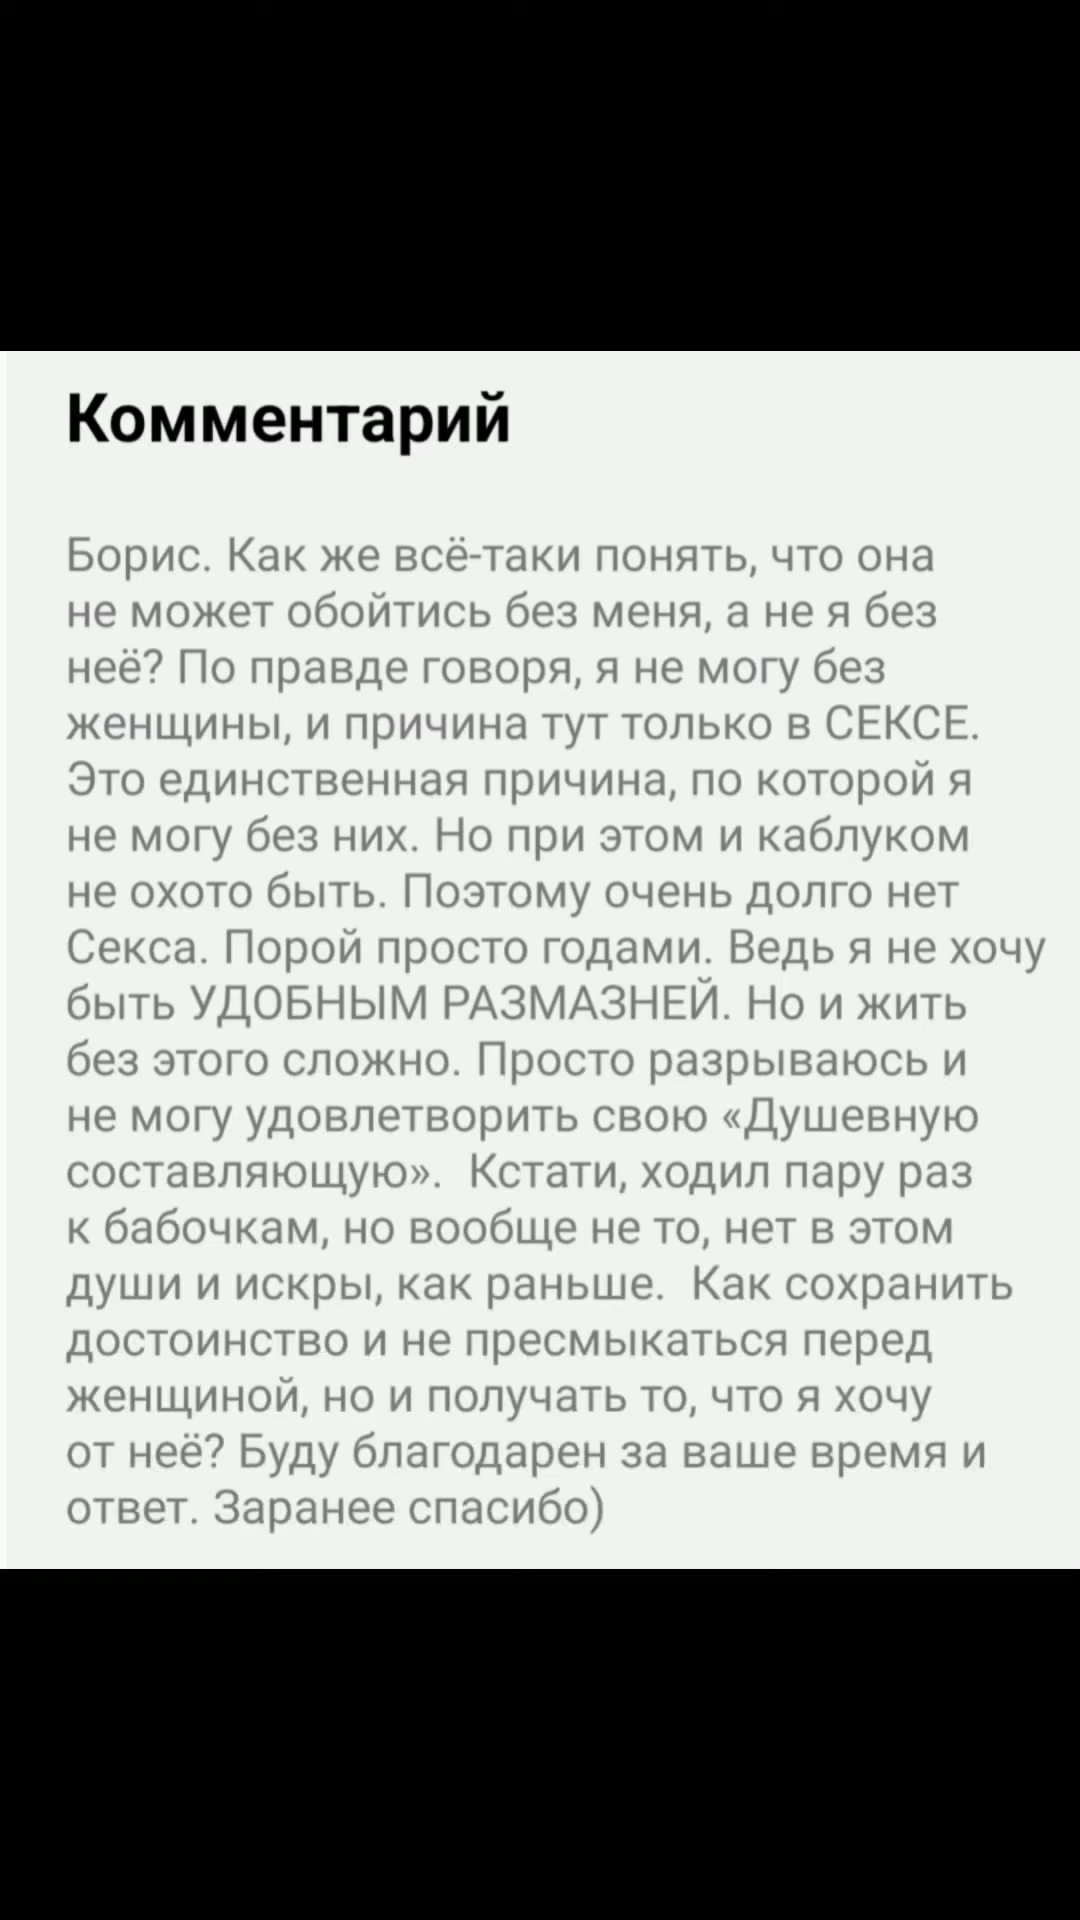 Комментарий
Борис. Как же всё-таки понять, что она
не может обойтись без меня, а не я без
неё? По правде говоря, я не могу без
женщины, и причина тут только в СЕКСЕ.
Это единственная причина, по которой я
не могу без них. Но при этом и каблуком
не охото быть. Поэтому очень долго нет
Секса. Порой просто годами. Ведь я не хочу
быть УДОБНЫМ РАЗМАЗНЕЙ. Но и жить
без этого сложно. Просто разрываюсь и
не могу удовлетворить свою «Душевную
составляющую».  Кстати, ходил пару раз
к бабочкам, но вообще не то, нет в этом
души и искры, как раньше.  Как сохранить
достоинство и не пресмыкаться перед
женщиной, но и получать то, что я хочу
от неё? Буду благодарен за ваше время и
ответ. Заранее спасибо)